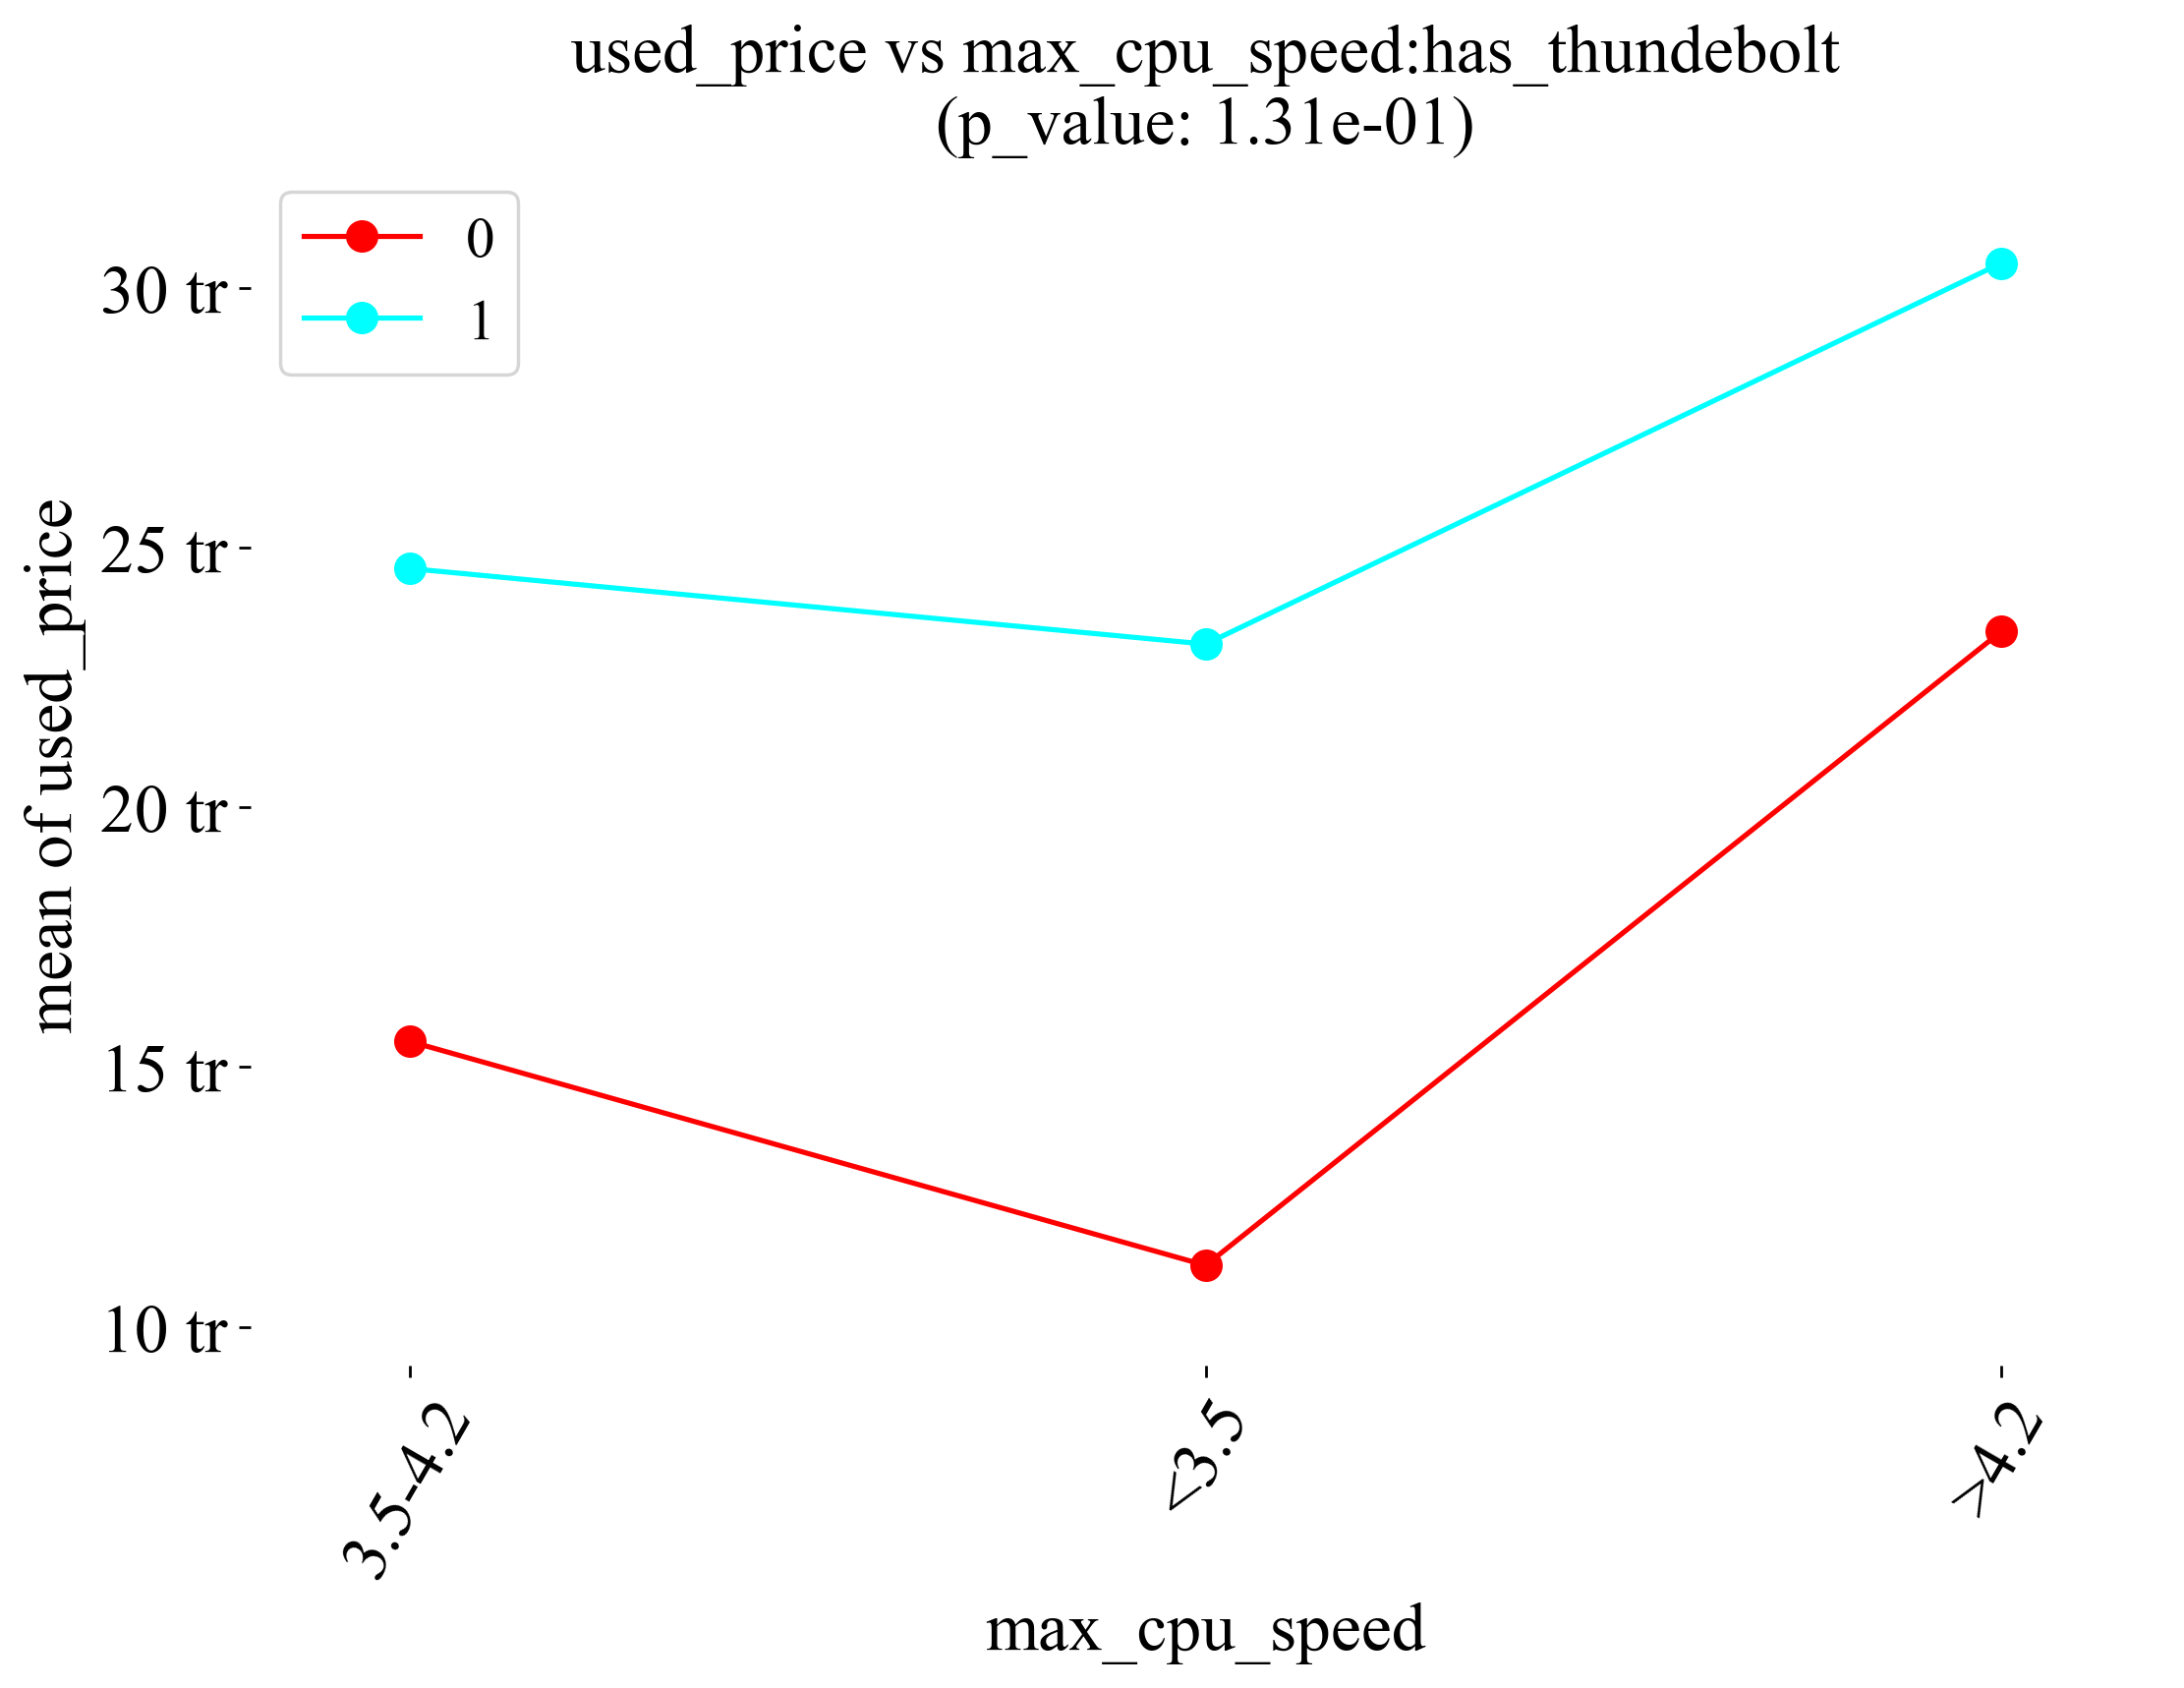 used_price vs max_cpu_speed:has_thundebolt
(p_value: 1.31e-01)
0
1
30 tr
25 tr
20 tr
15 tr
10 tr
mean of used_price
3.5-4.2
<3.5
>4.2
max_cpu_speed